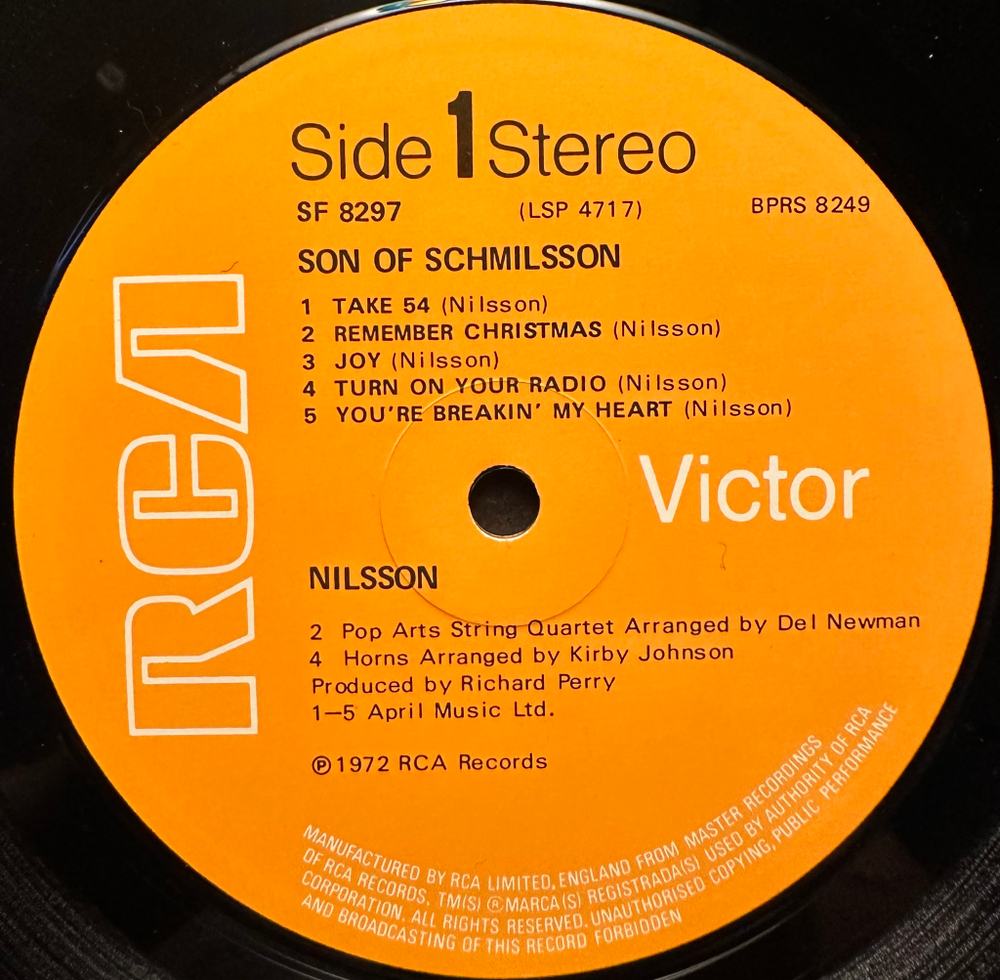 Side 1 Stereo
SF 8297 (LSP 4717) BPRS 8249
SON OF SCHMILSSON
1 TAKE 54 (Nilsson)
2 REMEMBER CHRISTMAS (Nilsson)
3 JOY (Nilsson)
4 TURN ON YOUR RADIO (Nilsson)
5 YOU'RE BREAKIN' MY HEART (Nilsson)
RCA
Victor
NILSSON
2 Pop Arts String Quartet Arranged by Del Newman
4 Horns Arranged by Kirby Johnson
Produced by Richard Perry
1—5 April Music Ltd.
℗1972 RCA Records
MANUFACTURED BY RCA LIMITED, ENGLAND FROM MASTER RECORDINGS
OF RCA RECORDS. TM(S) ® MARCA(S) REGISTRADA(S) USED BY AUTHORITY OF RCA
CORPORATION. ALL RIGHTS RESERVED. UNAUTHORISED COPYING, PUBLIC PERFORMANCE
AND BROADCASTING OF THIS RECORD FORBIDDEN